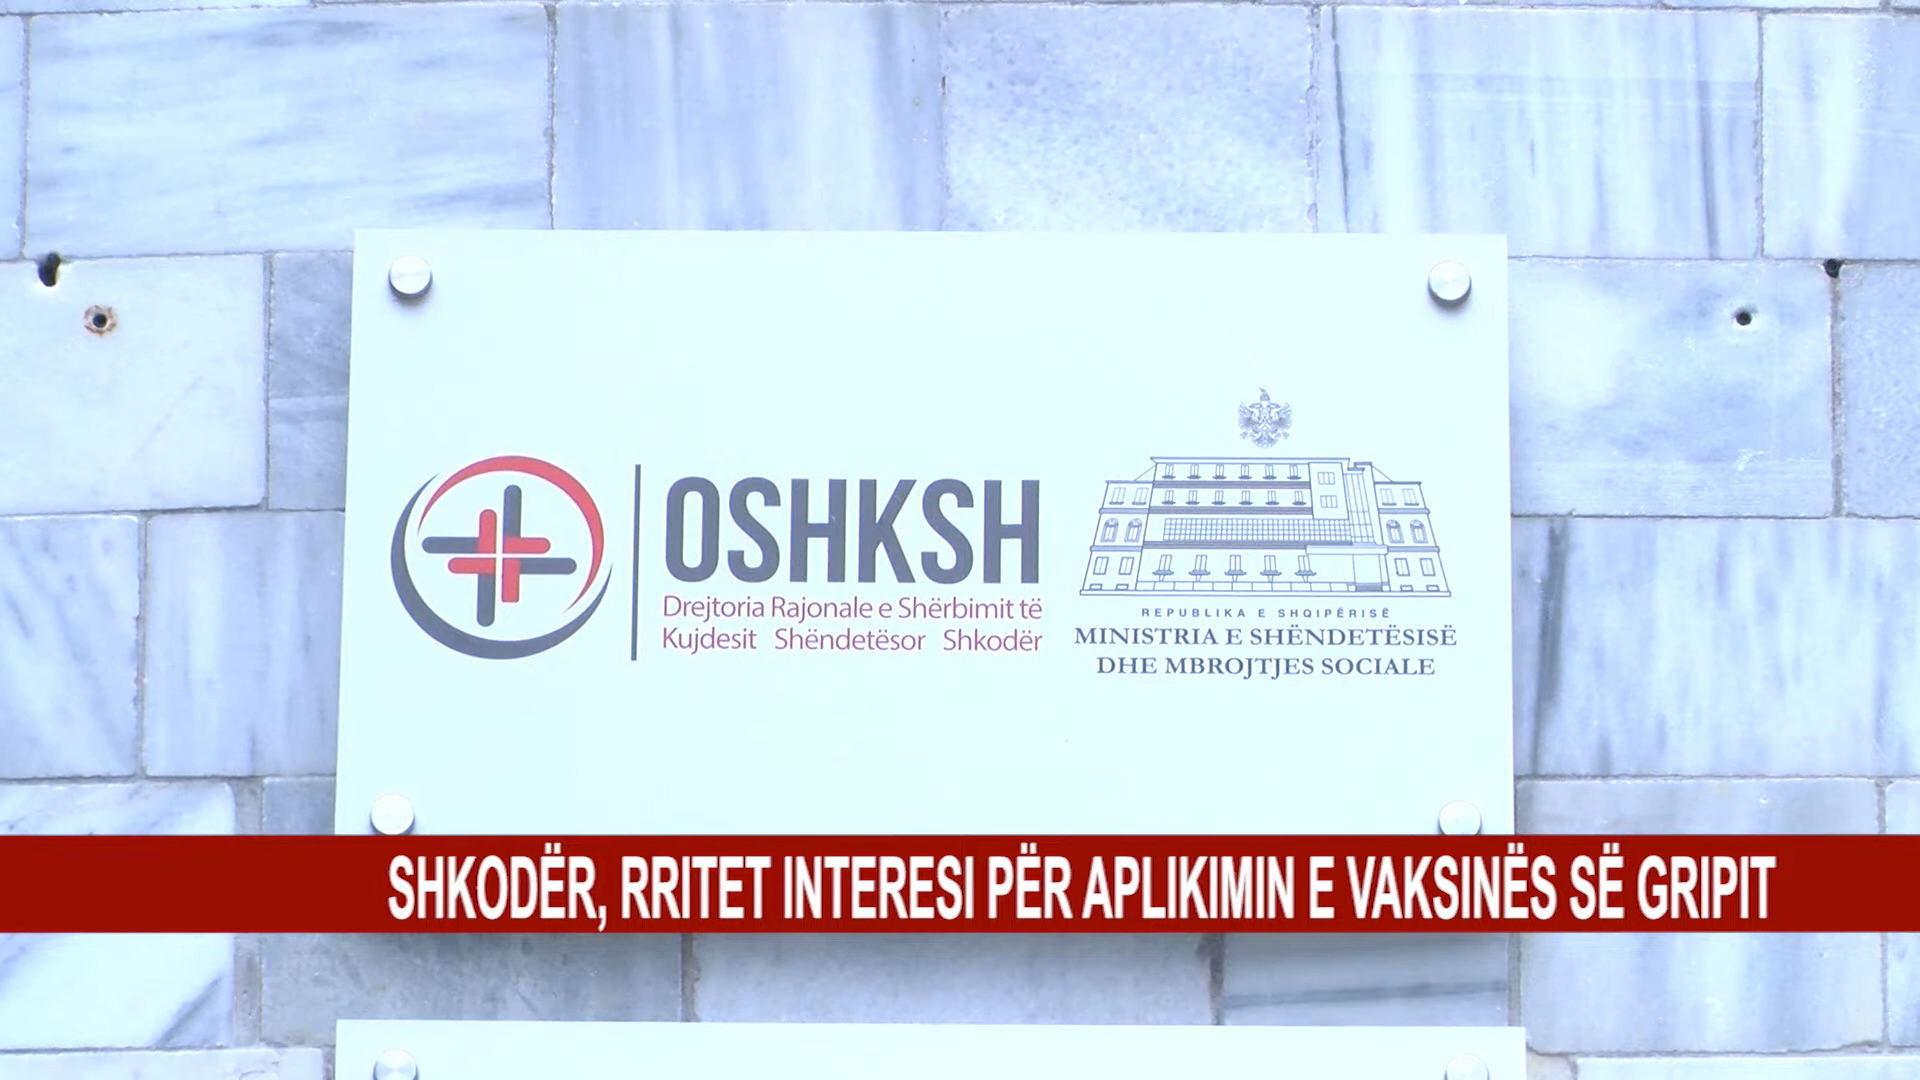 OSHKSH
Drejtoria Rajonale e Shërbimit të
Kujdesit Shëndetësor Shkodër
REPUBLIKA E SHQIPËRISË
MINISTRIA E SHËNDETËSISË
DHE MBROJTJES SOCIALE
SHKODËR, RRITET INTERESI PËR APLIKIMIN E VAKSINËS SË GRIPIT